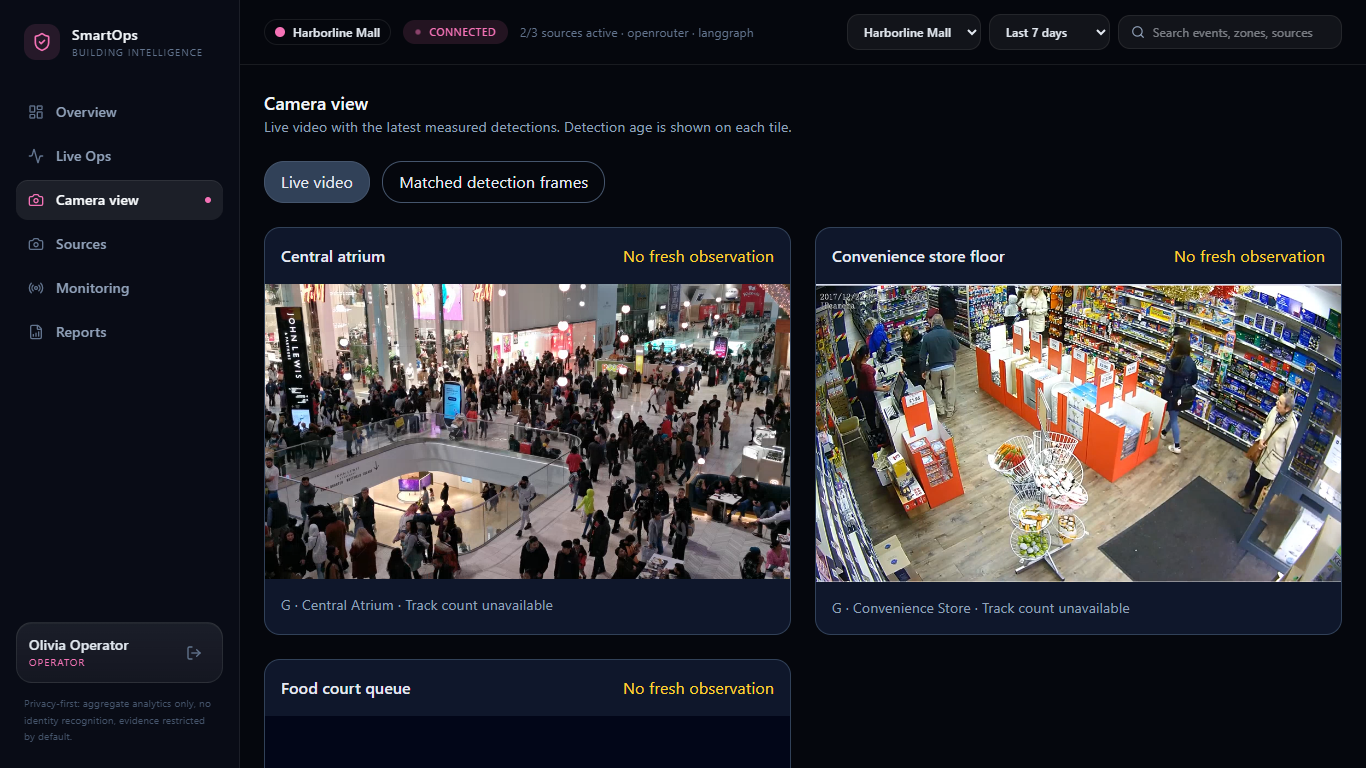 SmartOps
BUILDING INTELLIGENCE
Overview
Live Ops
Camera view
Sources
Monitoring
Reports
Olivia Operator
OPERATOR
Privacy-first: aggregate analytics only, no
identity recognition, evidence restricted
by default.
Harborline Mall
CONNECTED
2/3 sources active · openrouter · langgraph
Harborline Mall
Last 7 days
Search events, zones, sources
Camera view
Live video with the latest measured detections. Detection age is shown on each tile.
Live video
Matched detection frames
Central atrium
No fresh observation
JOHN LEWIS
G · Central Atrium · Track count unavailable
Convenience store floor
No fresh observation
G · Convenience Store · Track count unavailable
Food court queue
No fresh observation